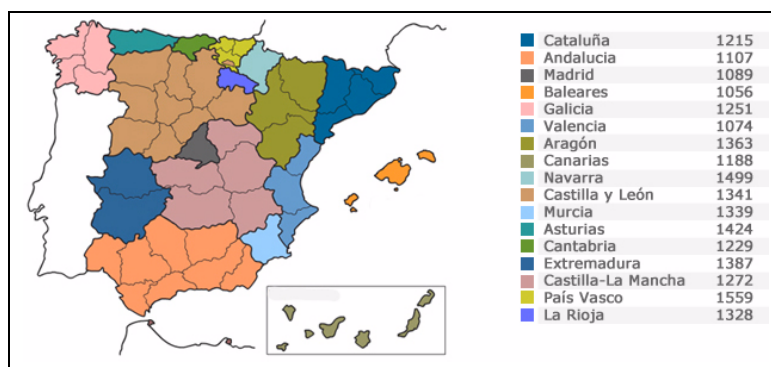 Cataluña 1215
Andalucia 1107
Madrid 1089
Baleares 1056
Galicia 1251
Valencia 1074
Aragón 1363
Canarias 1188
Navarra 1499
Castilla y León 1341
Murcia 1339
Asturias 1424
Cantabria 1229
Extremadura 1387
Castilla-La Mancha 1272
País Vasco 1559
La Rioja 1328